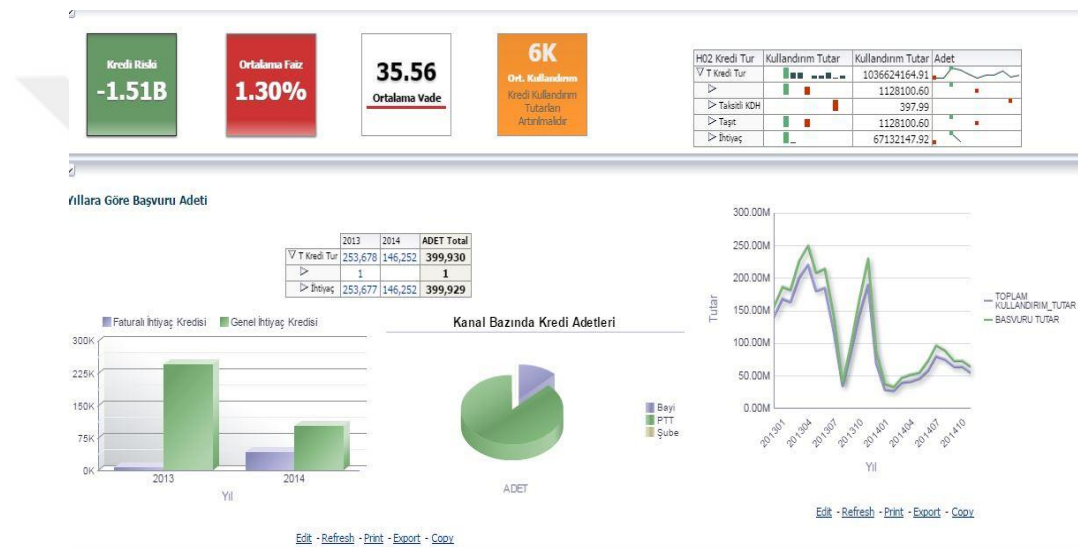 Kredi Riski
-1.51B
Ortalama Faiz
1.30%
35.56
Ortalama Vade
6K
Ort. Kullandırım
Kredi Kullandırım
Tutarları
Artırılmalıdır
H02 Kredi Tur Kullandırım Tutar Kullandırım Tutar Adet
T Kredi Tur 1036624164.91
1128100.60
Taksitli KDH 397.99
Taşıt 1128100.60
İhtiyaç 67132147.92
Yıllara Göre Başvuru Adeti
2013 2014 ADET Total
T Kredi Tur 253,678 146,252 399,930
1 1
İhtiyaç 253,677 146,252 399,929
Faturalı İhtiyaç Kredisi Genel İhtiyaç Kredisi
300K
225K
150K
75K
0K
2013 2014
Yıl
Kanal Bazında Kredi Adetleri
Bayi
PTT
Şube
ADET
300.00M
250.00M
200.00M
150.00M
100.00M
50.00M
0.00M
Tutar
201301 201304 201307 201310 201401 201404 201407 201410
Yıl
TOPLAM
KULLANDIRIM_TUTAR
BASVURU TUTAR
Edit - Refresh - Print - Export - Copy
Edit - Refresh - Print - Export - Copy